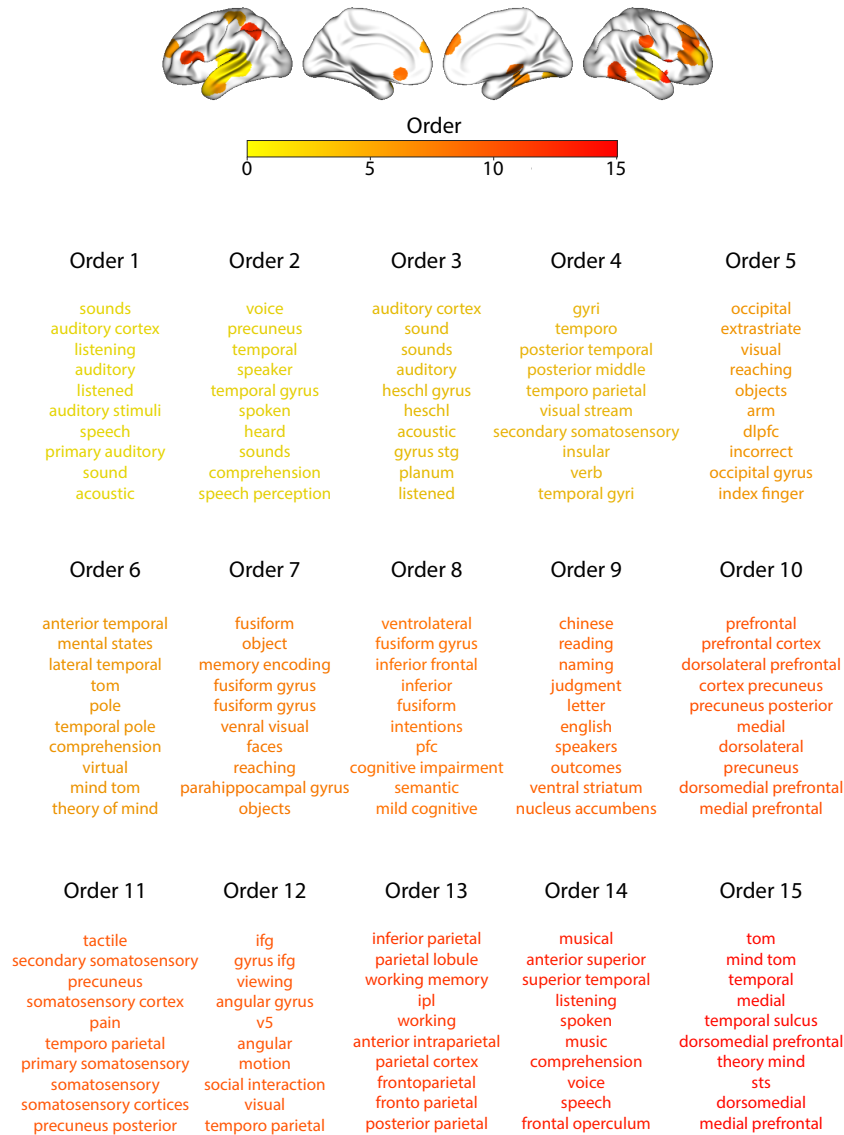 Order
0 5 10 15
Order 1 Order 2 Order 3 Order 4 Order 5
sounds voice auditory cortex gyri occipital
auditory cortex precuneus sound temporo extrastriate
listening temporal sounds posterior temporal visual
auditory speaker auditory posterior middle reaching
listened temporal gyrus heschl gyrus temporo parietal objects
auditory stimuli spoken heschl visual stream arm
speech heard acoustic secondary somatosensory dlpfc
primary auditory sounds gyrus stg insular incorrect
sound comprehension planum verb occipital gyrus
acoustic speech perception listened temporal gyri index finger
Order 6 Order 7 Order 8 Order 9 Order 10
anterior temporal fusiform ventrolateral chinese prefrontal
mental states object fusiform gyrus reading prefrontal cortex
lateral temporal memory encoding inferior frontal naming dorsolateral prefrontal
tom fusiform gyrus inferior judgment cortex precuneus
pole fusiform gyrus fusiform letter precuneus posterior
temporal pole venral visual intentions english medial
comprehension faces pfc speakers dorsolateral
virtual reaching cognitive impairment outcomes precuneus
mind tom parahippocampal gyrus semantic ventral striatum dorsomedial prefrontal
theory of mind objects mild cognitive nucleus accumbens medial prefrontal
Order 11 Order 12 Order 13 Order 14 Order 15
tactile ifg inferior parietal musical tom
secondary somatosensory gyrus ifg parietal lobule anterior superior mind tom
precuneus viewing working memory superior temporal temporal
somatosensory cortex angular gyrus ipl listening medial
pain v5 working spoken temporal sulcus
temporo parietal angular anterior intraparietal music dorsomedial prefrontal
primary somatosensory motion parietal cortex comprehension theory mind
somatosensory social interaction frontoparietal voice sts
somatosensory cortices visual fronto parietal speech dorsomedial
precuneus posterior temporo parietal posterior parietal frontal operculum medial prefrontal